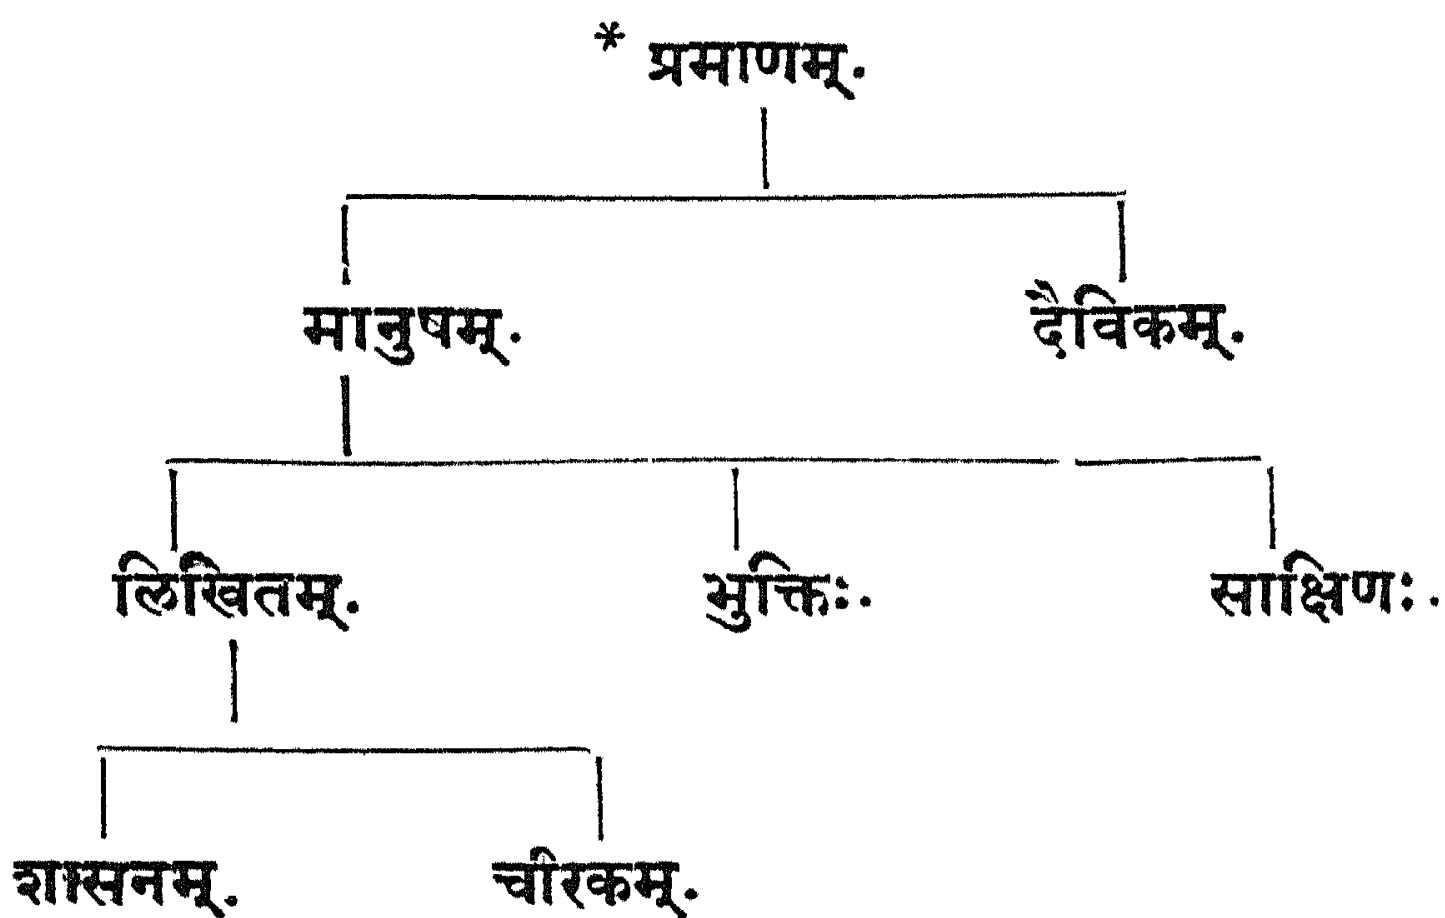 * प्रमाणम्.
मानुषम्. दैविकम्.
लिखितम्. भुक्तिः. साक्षिणः.
शासनम्. चीरकम्.